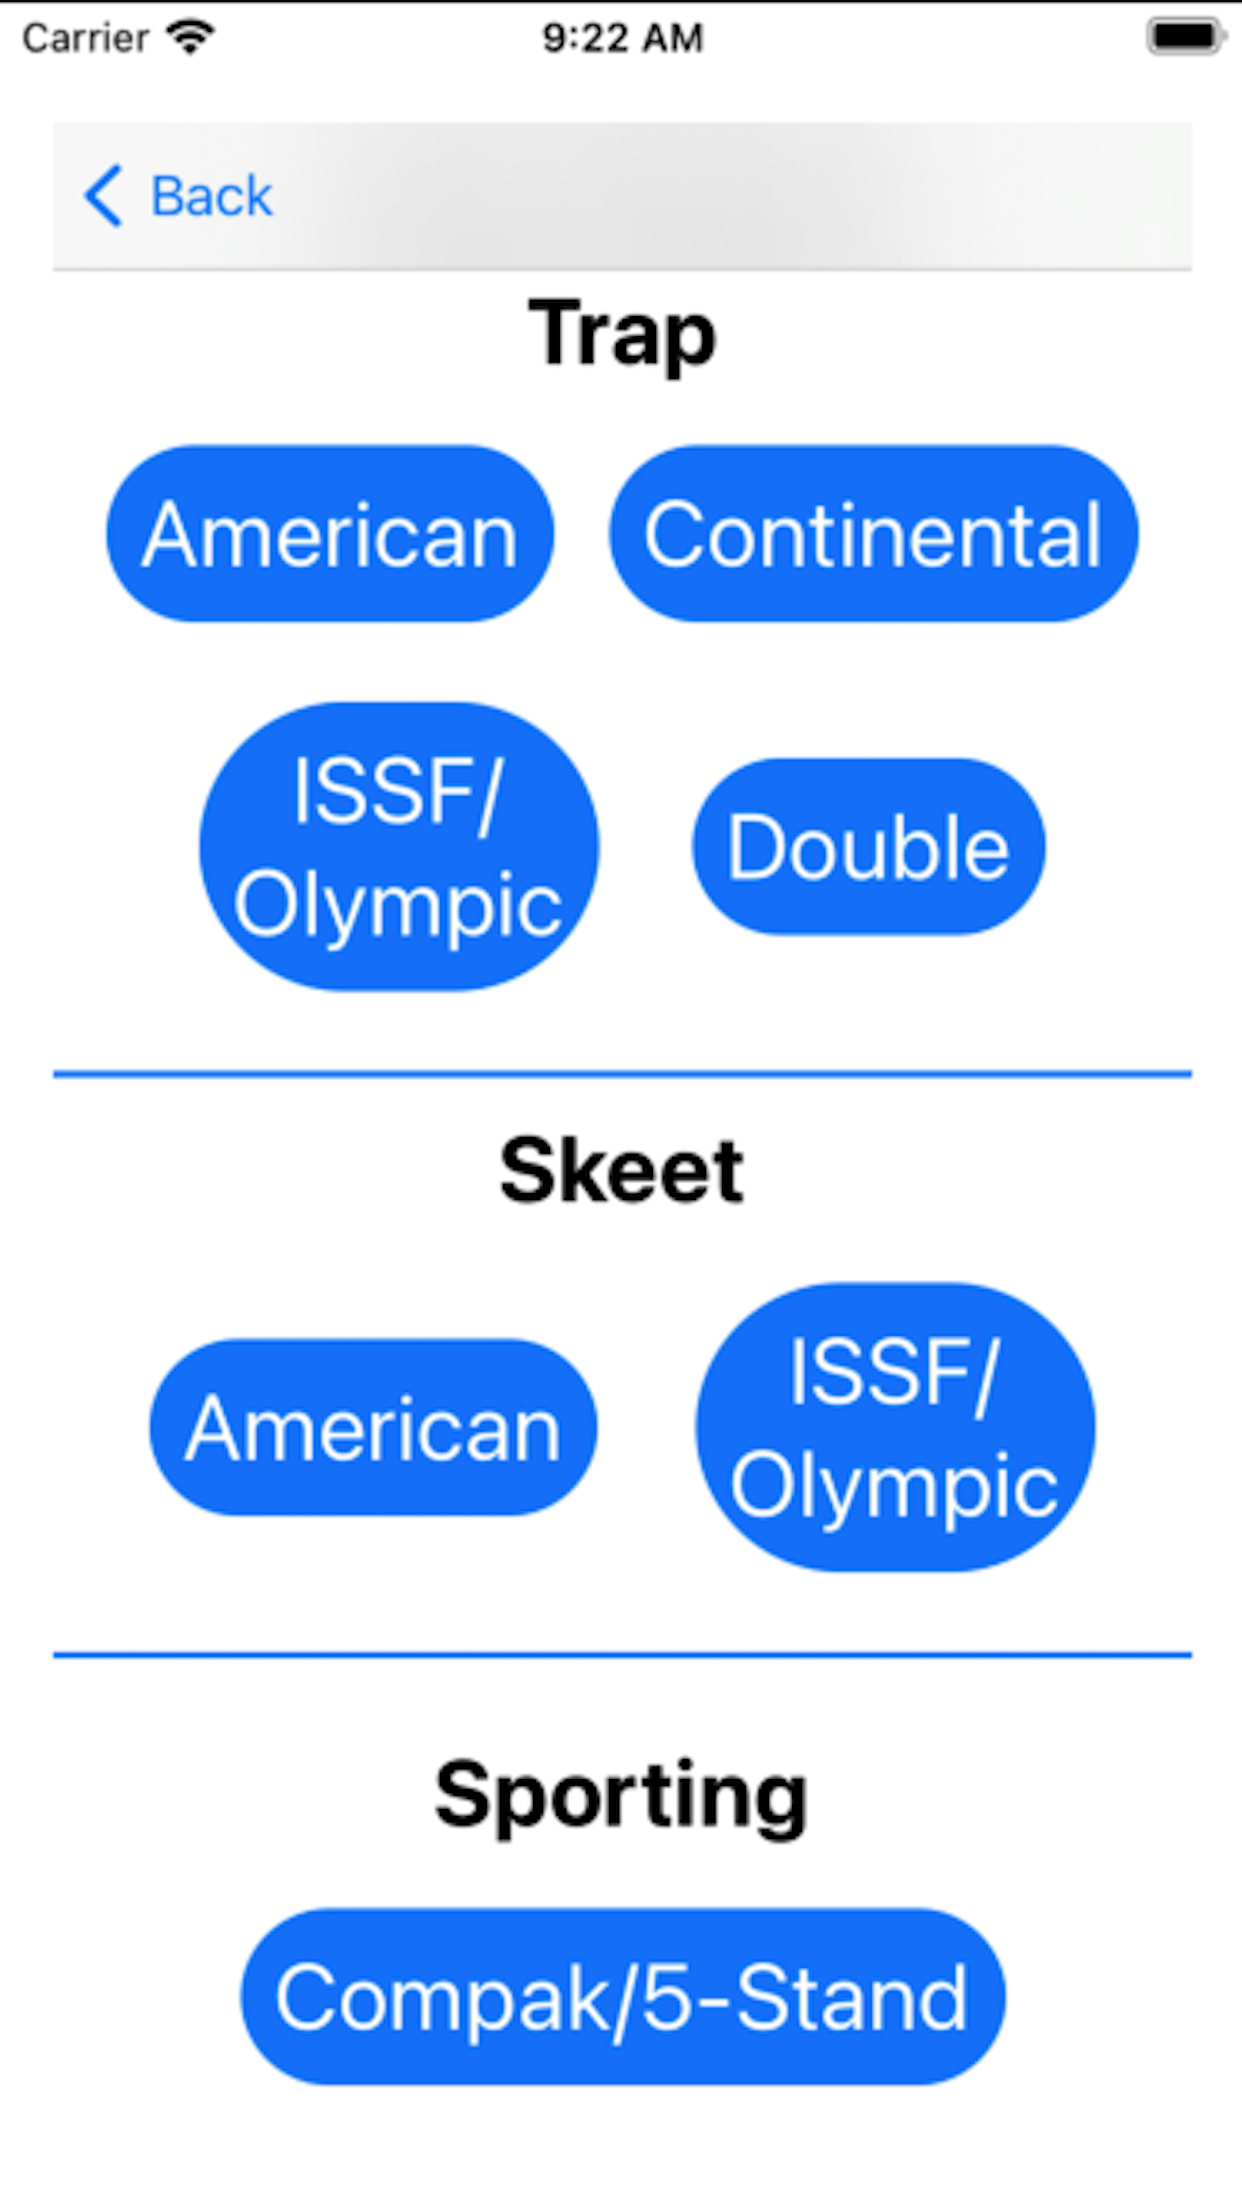 Carrier 9:22 AM
Back
Trap
American Continental
ISSF/
Olympic
Double
Skeet
American
ISSF/
Olympic
Sporting
Compak/5-Stand